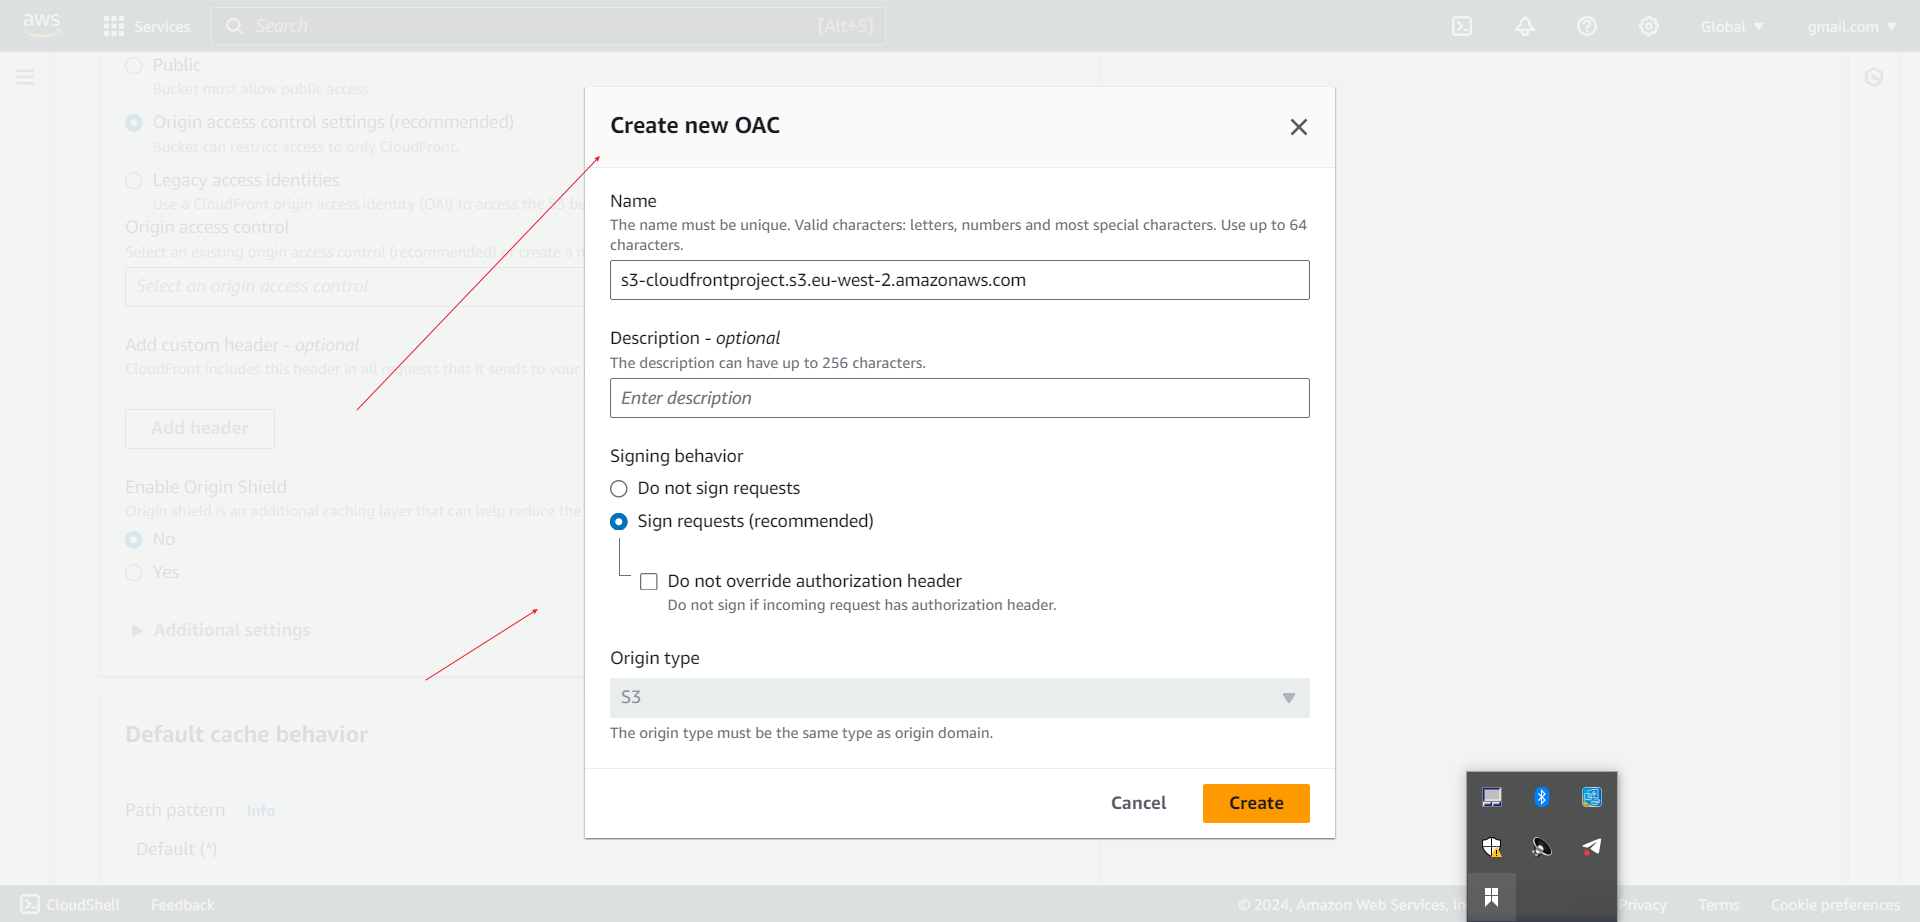 aws
Services
Search
[Alt+S]
Global
gmail.com
Public
Bucket must allow public access.
Origin access control settings (recommended)
Bucket can restrict access to only CloudFront.
Legacy access identities
Use a CloudFront origin access identity (OAI) to access the S3 bu
Origin access control
Select an existing origin access control (recommended) or create a n
Select an origin access control
Add custom header - optional
CloudFront includes this header in all requests that it sends to your
Add header
Enable Origin Shield
Origin shield is an additional caching layer that can help reduce the
No
Yes
Additional settings
Default cache behavior
Path pattern
Info
Default (*)
Create new OAC
Name
The name must be unique. Valid characters: letters, numbers and most special characters. Use up to 64
characters.
s3-cloudfrontproject.s3.eu-west-2.amazonaws.com
Description - optional
The description can have up to 256 characters.
Enter description
Signing behavior
Do not sign requests
Sign requests (recommended)
Do not override authorization header
Do not sign if incoming request has authorization header.
Origin type
S3
The origin type must be the same type as origin domain.
Cancel
Create
CloudShell
Feedback
© 2024, Amazon Web Services, In
Privacy
Terms
Cookie preferences